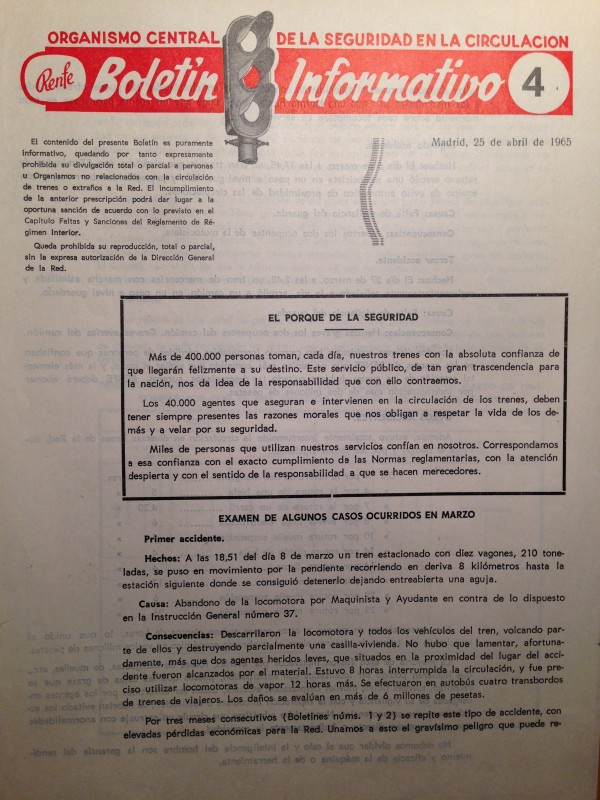 ORGANISMO CENTRAL DE LA SEGURIDAD EN LA CIRCULACION
Renfe Boletín Informativo 4
Madrid, 25 de abril de 1965
El contenido del presente Boletín es puramente
Informativo, quedando por tanto expresamente
prohibida su divulgación total o parcial a personas
u Organismos no relacionados con la circulación
de trenes o extraños a la Red. El incumplimiento
de la anterior prescripción podrá dar lugar a la
oportuna sanción de acuerdo con lo previsto en el
Capítulo Faltas y Sanciones del Reglamento de Ré-
gimen Interior.
Queda prohibida su reproducción, total o parcial,
sin la expresa autorización de la Dirección General
de la Red.
EL PORQUE DE LA SEGURIDAD
Más de 400.000 personas toman, cada día, nuestros trenes con la absoluta confianza de
que llegarán felizmente a su destino. Este servicio público, de tan gran trascendencia para
la nación, nos da idea de la responsabilidad que con ello contraemos.
Los 40.000 agentes que aseguran e intervienen en la circulación de los trenes, deben
tener siempre presentes las razones morales que nos obligan a respetar la vida de los de-
más y a velar por su seguridad.
Miles de personas que utilizan nuestros servicios confían en nosotros. Correspondamos
a esa confianza con el exacto cumplimiento de las Normas reglamentarias, con la atención
despierta y con el sentido de la responsabilidad a que se hacen merecedores.
EXAMEN DE ALGUNOS CASOS OCURRIDOS EN MARZO
Primer accidente.
Hechos: A las 18,51 del día 8 de marzo un tren estacionado con diez vagones, 210 tone-
ladas, se puso en movimiento por la pendiente recorriendo en deriva 8 kilómetros hasta la
estación siguiente donde se consiguió detenerlo dejando entreabierta una aguja.
Causa: Abandono de la locomotora por Maquinista y Ayudante en contra de lo dispuesto
en la Instrucción General número 37.
Consecuencias: Descarrilaron la locomotora y todos los vehículos del tren, volcando par-
te de ellos y destruyendo parcialmente una casilla-vivienda. No hubo que lamentar, afortuna-
damente, más que dos agentes heridos leves, que situados en la proximidad del lugar del acci-
dente fueron alcanzados por el material. Estuvo 8 horas interrumpida la circulación, y fue pre-
ciso utilizar locomotoras de vapor 12 horas más. Se efectuaron en autobús cuatro transbordos
de trenes de viajeros. Los daños se evalúan en más de 6 millones de pesetas.
Por tres meses consecutivos (Boletines núms. 1 y 2) se repite este tipo de accidente, con
elevadas pérdidas económicas para la Red. Unamos a esto el gravísimo peligro que puede re-